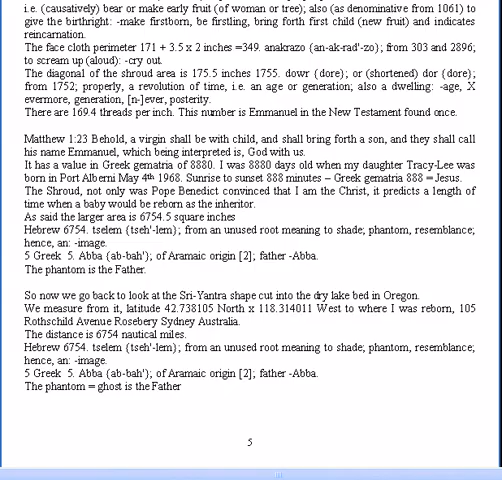 i.e. (causatively) bear or make early fruit (of woman or tree); also (as denominative from 1061) to
give the birthright: -make firstborn, be firstling, bring forth first child (new fruit) and indicates
reincarnation.
The face cloth perimeter 171 + 3.5 x 2 inches =349. anakrazo (an-ak-rad'-zo); from 303 and 2896;
to scream up (aloud): -cry out.
The diagonal of the shroud area is 175.5 inches 1755. dowr (dore); or (shortened) dor (dore);
from 1752; properly, a revolution of time, i.e. an age or generation; also a dwelling: -age, X
evermore, generation, [n-]ever, posterity.
There are 169.4 threads per inch. This number is Emmanuel in the New Testament found once.
Matthew 1:23 Behold, a virgin shall be with child, and shall bring forth a son, and they shall call
his name Emmanuel, which being interpreted is, God with us.
It has a value in Greek gematria of 8880. I was 8880 days old when my daughter Tracy-Lee was
born in Port Alberni May 4th 1968. Sunrise to sunset 888 minutes – Greek gematria 888 = Jesus.
The Shroud, not only was Pope Benedict convinced that I am the Christ, it predicts a length of
time when a baby would be reborn as the inheritor.
As said the larger area is 6754.5 square inches
Hebrew 6754. tselem (tseh'-lem); from an unused root meaning to shade; phantom, resemblance;
hence, an: -image.
5 Greek  5. Abba (ab-bah'); of Aramaic origin [2]; father -Abba.
The phantom is the Father.
So now we go back to look at the Sri-Yantra shape cut into the dry lake bed in Oregon.
We measure from it, latitude 42.738105 North x 118.314011 West to where I was reborn, 105
Rothschild Avenue Rosebery Sydney Australia.
The distance is 6754 nautical miles.
Hebrew 6754. tselem (tseh'-lem); from an unused root meaning to shade; phantom, resemblance;
hence, an: -image.
5 Greek  5. Abba (ab-bah'); of Aramaic origin [2]; father -Abba.
The phantom = ghost is the Father
5